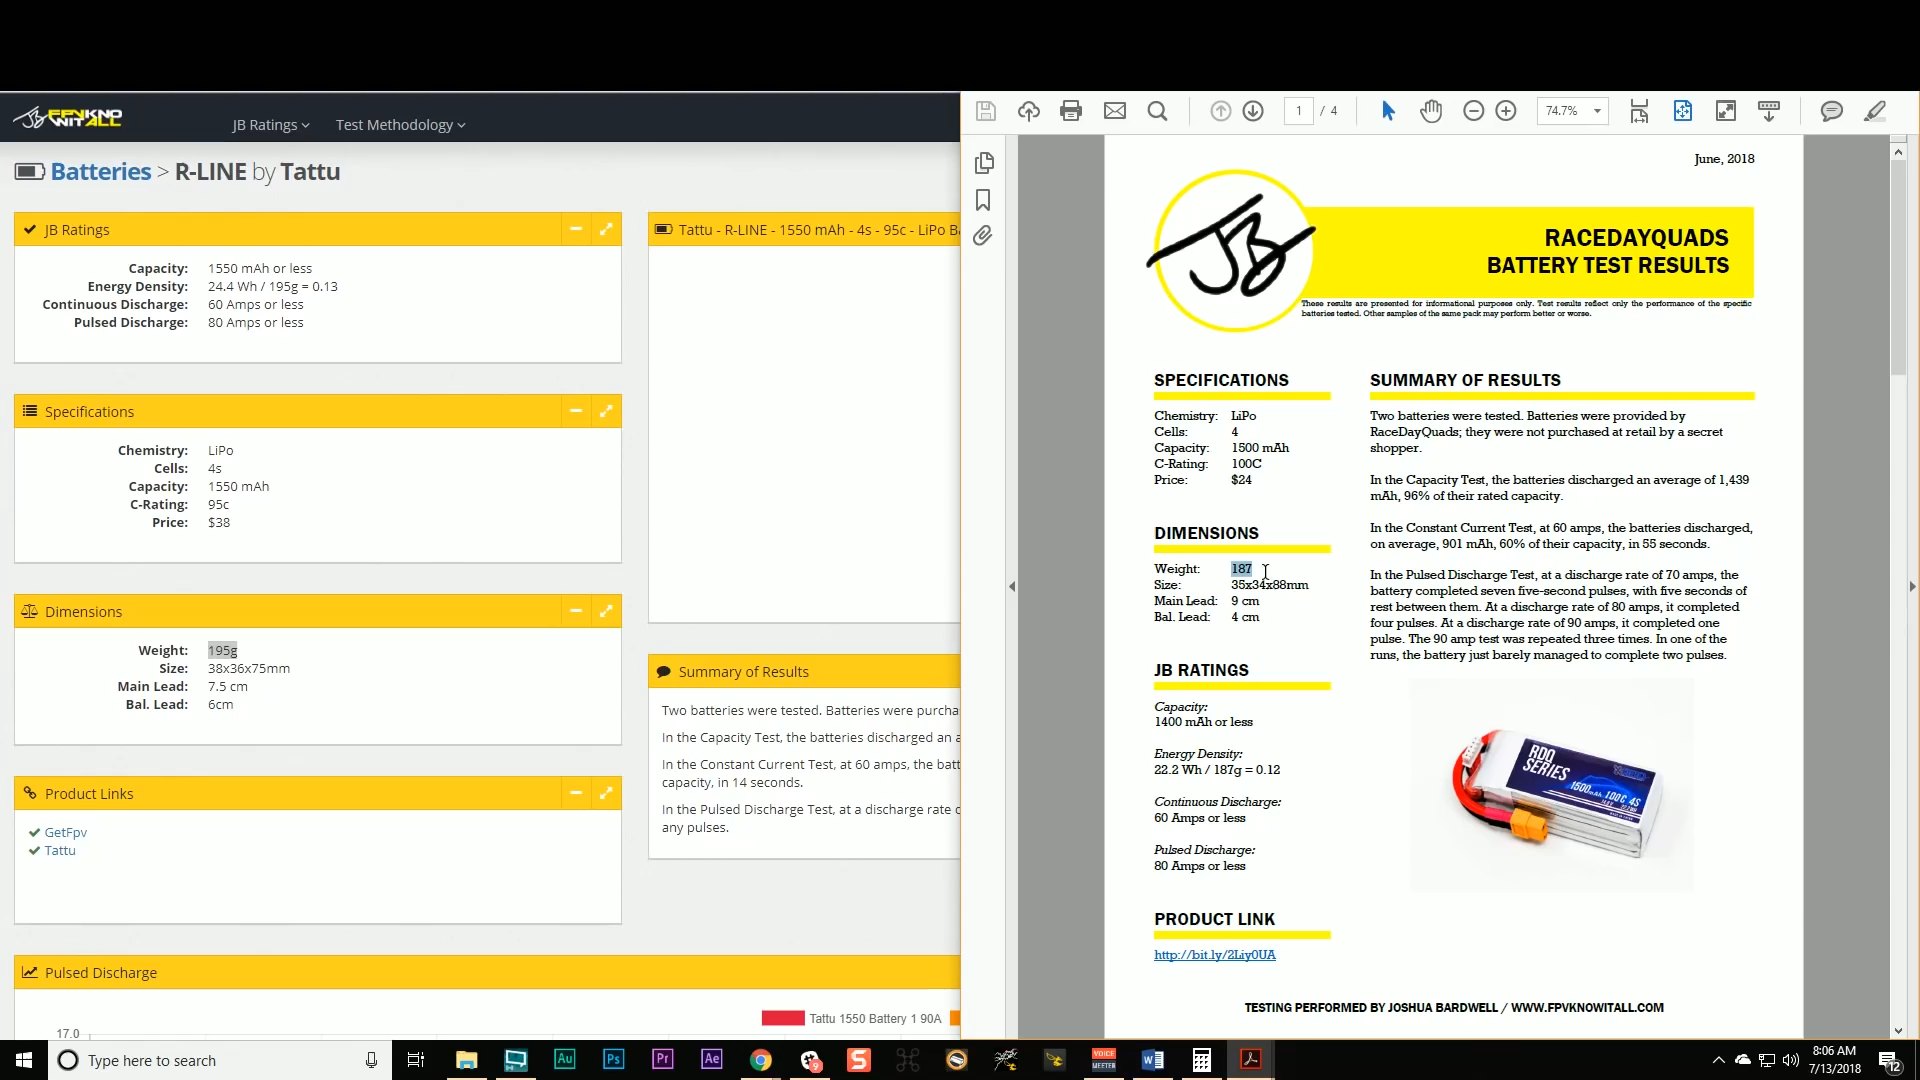 FPVKNO
WITALL
JB Ratings
Test Methodology
Batteries > R-LINE by Tattu
JB Ratings
Capacity: 1550 mAh or less
Energy Density: 24.4 Wh / 195g = 0.13
Continuous Discharge: 60 Amps or less
Pulsed Discharge: 80 Amps or less
Specifications
Chemistry: LiPo
Cells: 4s
Capacity: 1550 mAh
C-Rating: 95c
Price: $38
Dimensions
Weight: 195g
Size: 38x36x75mm
Main Lead: 7.5 cm
Bal. Lead: 6cm
Product Links
GetFpv
Tattu
Tattu - R-LINE - 1550 mAh - 4s - 95c - LiPo Ba
Summary of Results
Two batteries were tested. Batteries were purcha
In the Capacity Test, the batteries discharged an a
In the Constant Current Test, at 60 amps, the batt
capacity, in 14 seconds.
In the Pulsed Discharge Test, at a discharge rate o
any pulses.
Pulsed Discharge
Tattu 1550 Battery 1 90A
17.0
1 / 4
74.7%
June, 2018
JB
RACEDAYQUADS
BATTERY TEST RESULTS
These results are presented for informational purposes only. Test results reflect only the performance of the specific
batteries tested. Other samples of the same pack may perform better or worse.
SPECIFICATIONS
Chemistry: LiPo
Cells: 4
Capacity: 1500 mAh
C-Rating: 100C
Price: $24
DIMENSIONS
Weight: 187
Size: 35x34x88mm
Main Lead: 9 cm
Bal. Lead: 4 cm
JB RATINGS
Capacity:
1400 mAh or less
Energy Density:
22.2 Wh / 187g = 0.12
Continuous Discharge:
60 Amps or less
Pulsed Discharge:
80 Amps or less
PRODUCT LINK
http://bit.ly/2Liy0UA
SUMMARY OF RESULTS
Two batteries were tested. Batteries were provided by
RaceDayQuads; they were not purchased at retail by a secret
shopper.
In the Capacity Test, the batteries discharged an average of 1,439
mAh, 96% of their rated capacity.
In the Constant Current Test, at 60 amps, the batteries discharged,
on average, 901 mAh, 60% of their capacity, in 55 seconds.
In the Pulsed Discharge Test, at a discharge rate of 70 amps, the
battery completed seven five-second pulses, with five seconds of
rest between them. At a discharge rate of 80 amps, it completed
four pulses. At a discharge rate of 90 amps, it completed one
pulse. The 90 amp test was repeated three times. In one of the
runs, the battery just barely managed to complete two pulses.
RDQ
SERIES
1500mAh 100C 4S
TESTING PERFORMED BY JOSHUA BARDWELL / WWW.FPVKNOWITALL.COM
Type here to search
Au
Ps
Pr
Ae
9
S
VOICE
MEETER
W
8:06 AM
7/13/2018
12